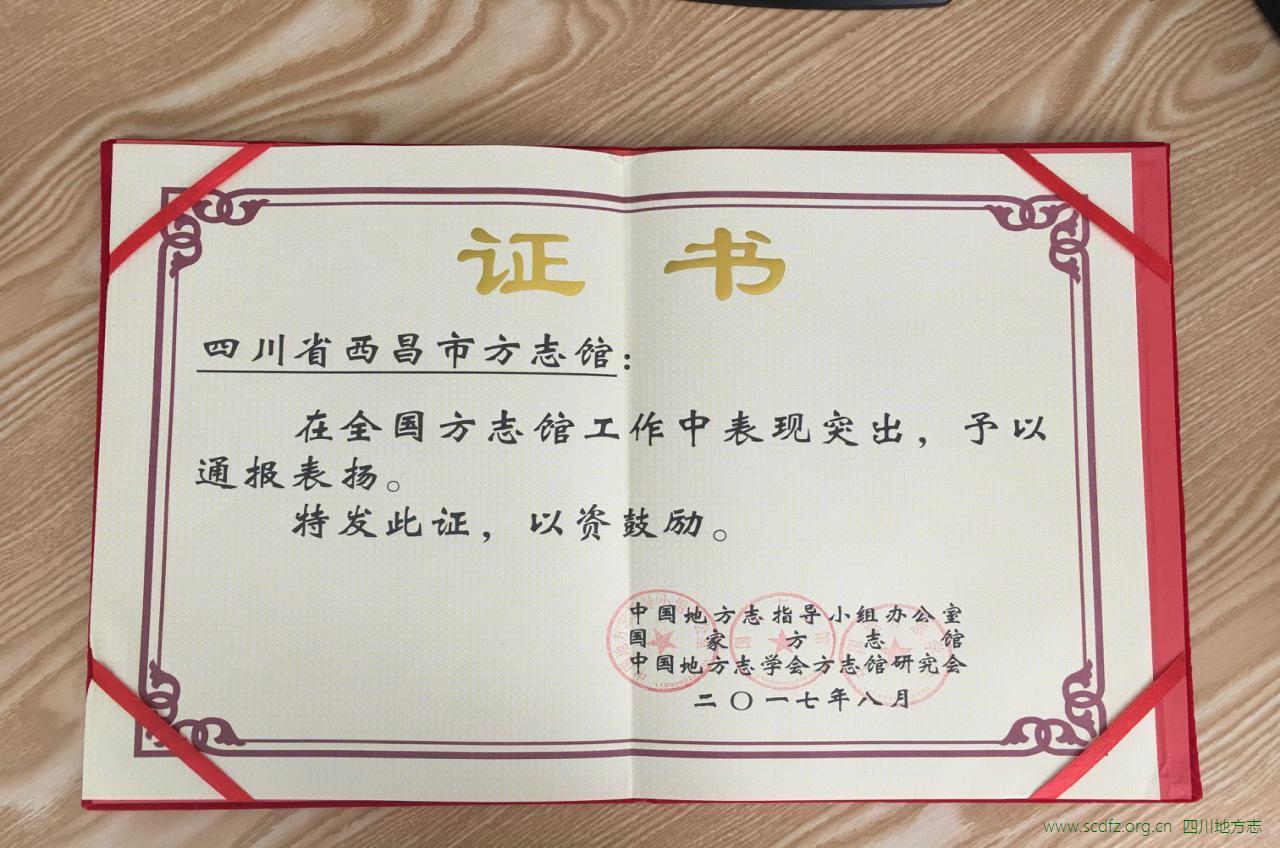 证书
四川省西昌市方志馆：
在全国方志馆工作中表现突出，予以
通报表扬。
特发此证，以资鼓励。
中国地方志指导小组办公室
国家方志馆
中国地方志学会方志馆研究会
二〇一七年八月
www.scdfz.org.cn 四川地方志